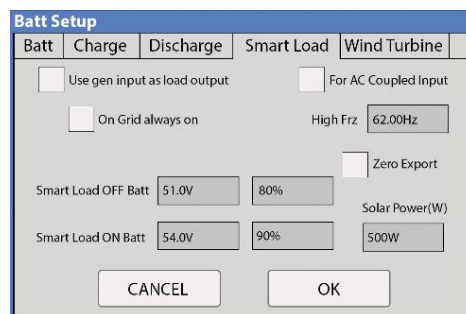 Batt Setup
Batt Charge Discharge Smart Load Wind Turbine
Use gen input as load output For AC Coupled Input
On Grid always on High Frz 62.00Hz
Zero Export
Smart Load OFF Batt 51.0V 80%
Solar Power(W)
Smart Load ON Batt 54.0V 90% 500W
CANCEL OK